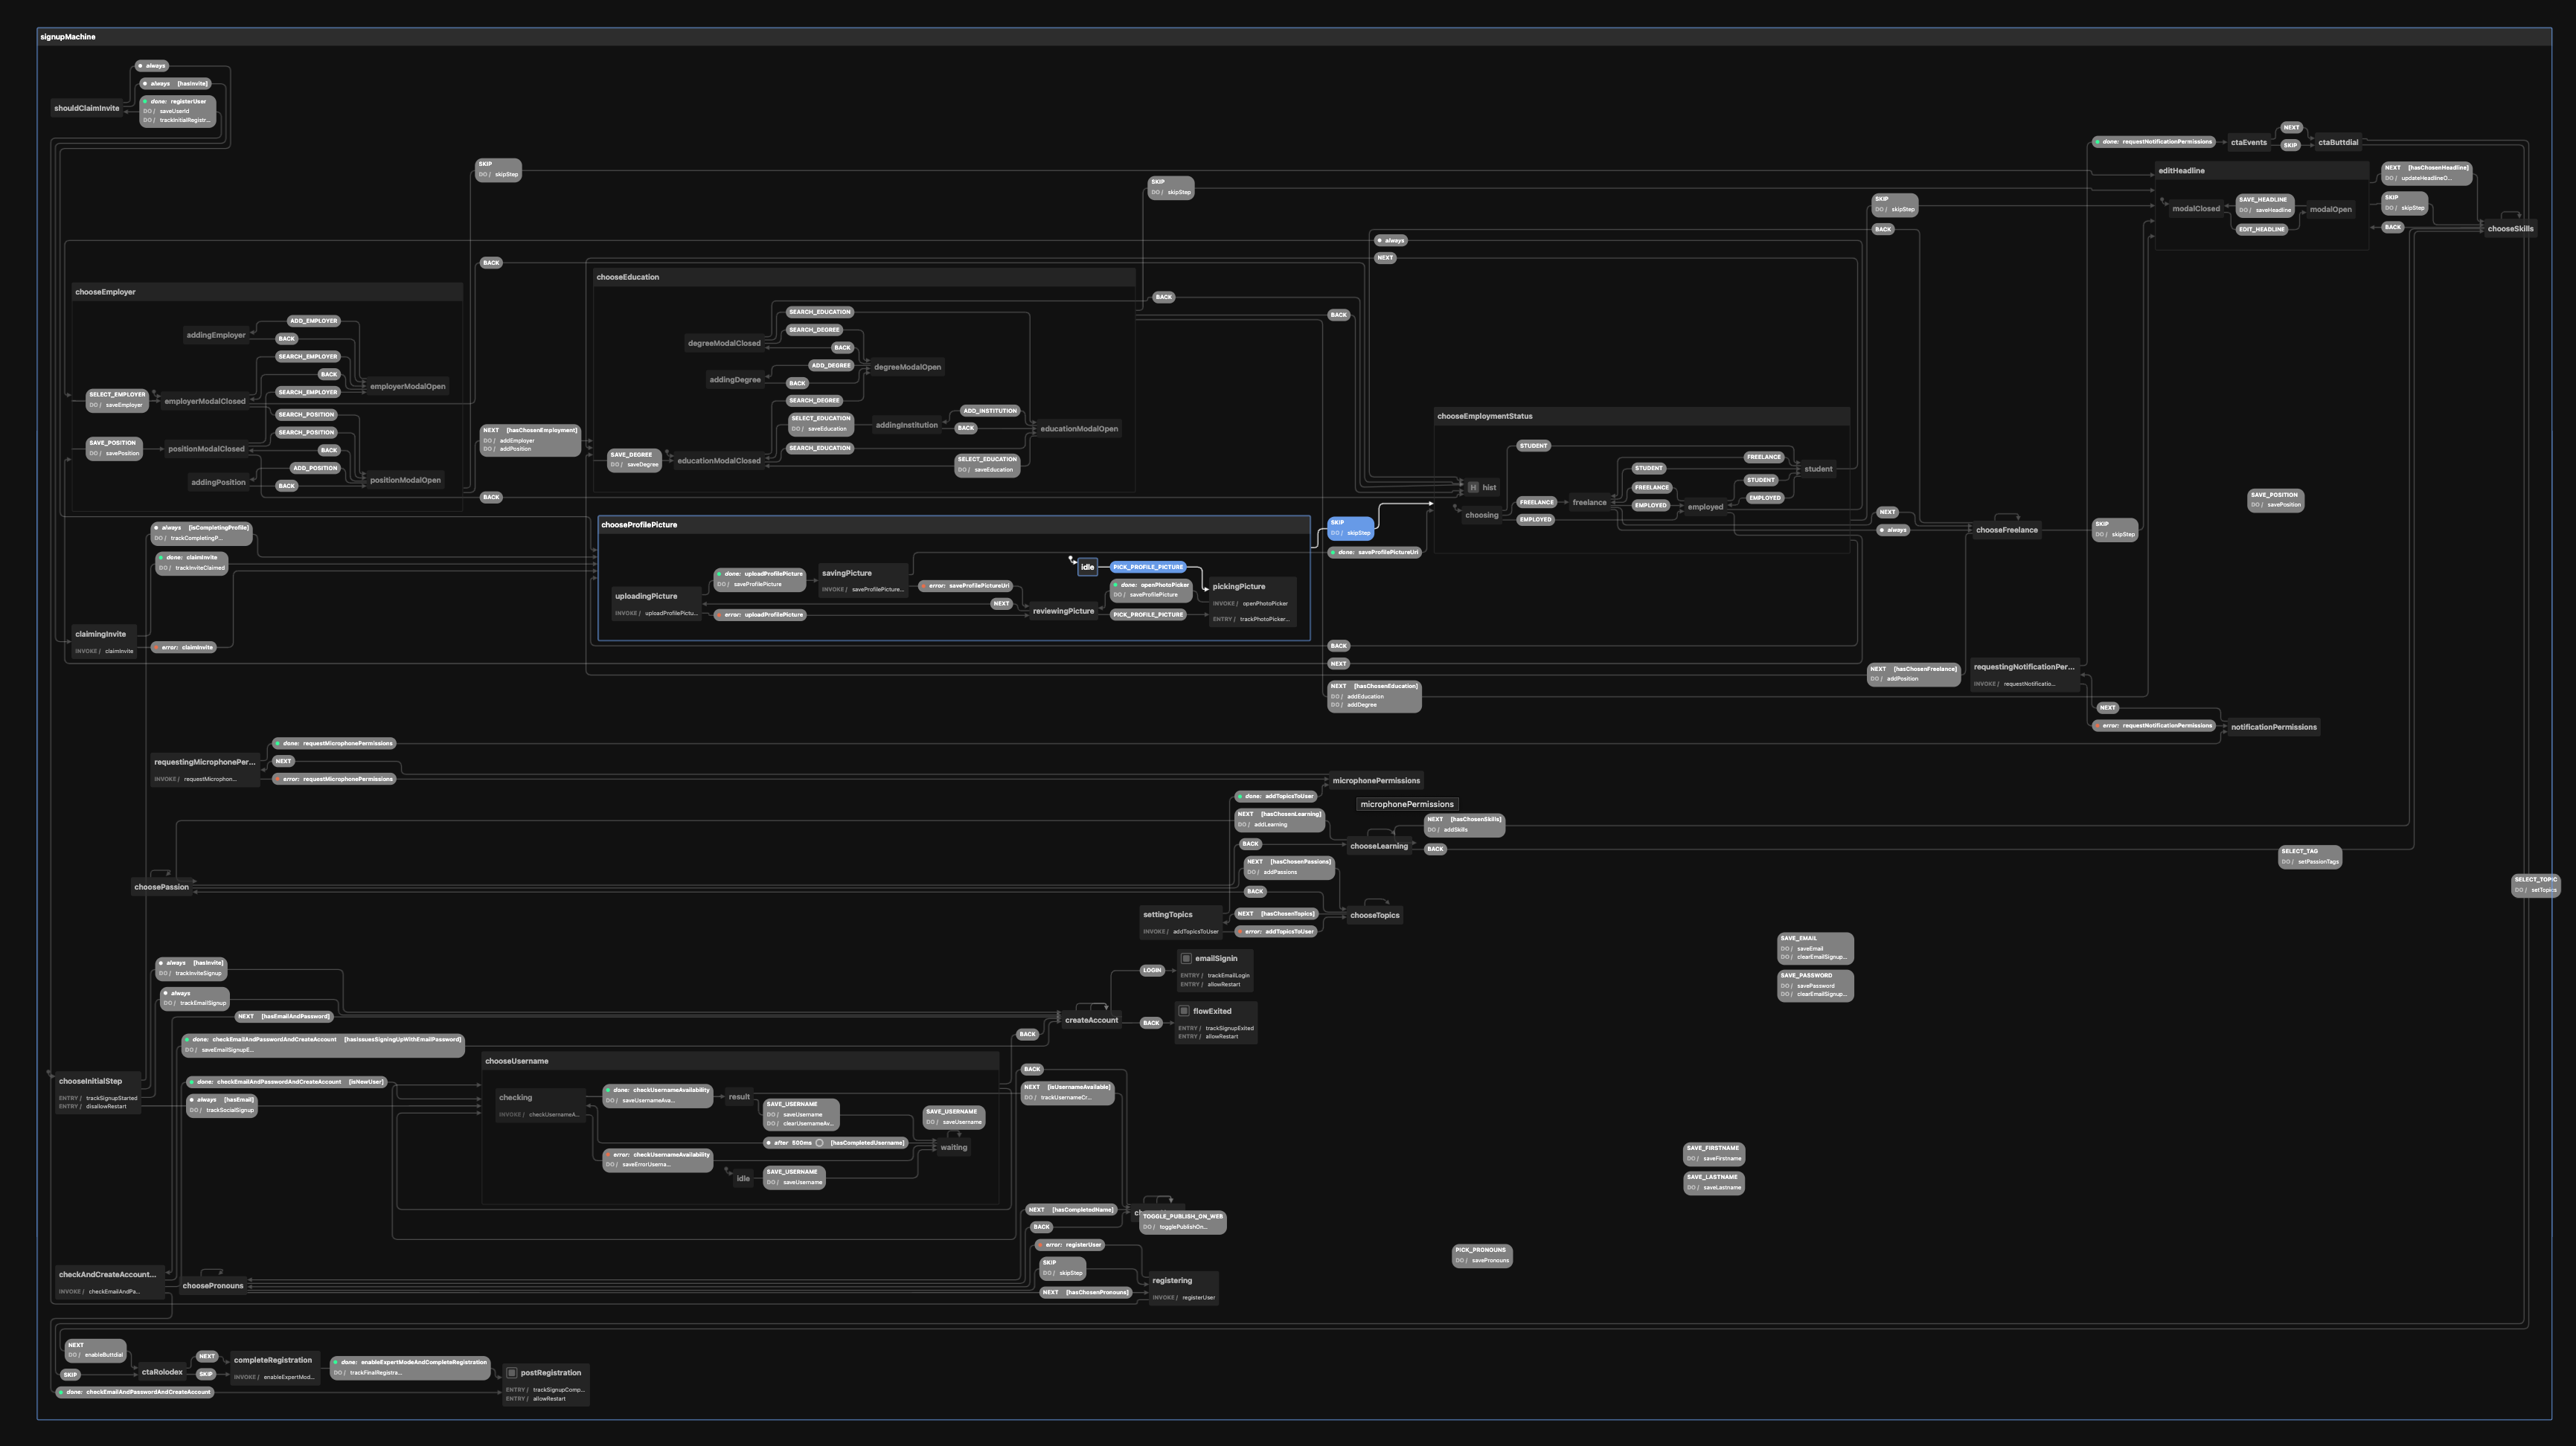 signupMachine
always
always [hasInvite]
shouldClaimInvite
done: registerUser
DO / saveUserId
DO / trackInitialRegistr...
SKIP
DO / skipStep
SKIP
DO / skipStep
SKIP
DO / skipStep
BACK
always
NEXT
done: requestNotificationPermissions
ctaEvents
NEXT
SKIP
ctaButtdial
editHeadline
modalClosed
SAVE_HEADLINE
DO / saveHeadline
EDIT_HEADLINE
modalOpen
NEXT [hasChosenHeadline]
DO / updateHeadlineO...
SKIP
DO / skipStep
BACK
chooseSkills
BACK
chooseEmployer
addingEmployer
ADD_EMPLOYER
BACK
SEARCH_EMPLOYER
BACK
SEARCH_EMPLOYER
employerModalOpen
SELECT_EMPLOYER
DO / saveEmployer
employerModalClosed
SEARCH_POSITION
SEARCH_POSITION
SAVE_POSITION
DO / savePosition
positionModalClosed
BACK
ADD_POSITION
addingPosition
BACK
positionModalOpen
NEXT [hasChosenEmployment]
DO / addEmployer
DO / addPosition
BACK
chooseEducation
degreeModalClosed
SEARCH_EDUCATION
SEARCH_DEGREE
BACK
ADD_DEGREE
addingDegree
BACK
degreeModalOpen
SEARCH_DEGREE
SELECT_EDUCATION
DO / saveEducation
addingInstitution
ADD_INSTITUTION
BACK
educationModalOpen
SEARCH_EDUCATION
SAVE_DEGREE
DO / saveDegree
educationModalClosed
SELECT_EDUCATION
DO / saveEducation
BACK
BACK
chooseEmploymentStatus
STUDENT
H hist
choosing
FREELANCE
EMPLOYED
freelance
STUDENT
FREELANCE
EMPLOYED
employed
FREELANCE
STUDENT
EMPLOYED
student
NEXT
always
chooseFreelance
SKIP
DO / skipStep
SAVE_POSITION
DO / savePosition
always [isCompletingProfile]
DO / trackCompletingP...
done: claimInvite
DO / trackInviteClaimed
claimingInvite
INVOKE / claimInvite
error: claimInvite
chooseProfilePicture
uploadingPicture
INVOKE / uploadProfilePictu...
done: uploadProfilePicture
DO / saveProfilePicture
error: uploadProfilePicture
savingPicture
INVOKE / saveProfilePicture...
error: saveProfilePictureUri
NEXT
reviewingPicture
idle
PICK_PROFILE_PICTURE
done: openPhotoPicker
DO / saveProfilePicture
PICK_PROFILE_PICTURE
pickingPicture
INVOKE / openPhotoPicker
ENTRY / trackPhotoPicker...
SKIP
DO / skipStep
done: saveProfilePictureUri
BACK
NEXT
NEXT [hasChosenEducation]
DO / addEducation
DO / addDegree
NEXT [hasChosenFreelance]
DO / addPosition
requestingNotificationPer...
INVOKE / requestNotificatio...
NEXT
error: requestNotificationPermissions
notificationPermissions
requestingMicrophonePer...
INVOKE / requestMicrophon...
done: requestMicrophonePermissions
NEXT
error: requestMicrophonePermissions
microphonePermissions
microphonePermissions
done: addTopicsToUser
NEXT [hasChosenLearning]
DO / addLearning
BACK
chooseLearning
NEXT [hasChosenSkills]
DO / addSkills
BACK
NEXT [hasChosenPassions]
DO / addPassions
BACK
choosePassion
settingTopics
INVOKE / addTopicsToUser
NEXT [hasChosenTopics]
error: addTopicsToUser
chooseTopics
SELECT_TAG
DO / setPassionTags
SELECT_TOPIC
DO / setTopics
SAVE_EMAIL
DO / saveEmail
DO / clearEmailSignup...
SAVE_PASSWORD
DO / savePassword
DO / clearEmailSignup...
always [hasInvite]
DO / trackInviteSignup
always
DO / trackEmailSignup
NEXT [hasEmailAndPassword]
done: checkEmailAndPasswordAndCreateAccount [hasIssuesSigningUpWithEmailPassword]
DO / saveEmailSignupE...
LOGIN
emailSignin
ENTRY / trackEmailLogin
ENTRY / allowRestart
createAccount
BACK
flowExited
ENTRY / trackSignupExited
ENTRY / allowRestart
BACK
chooseInitialStep
ENTRY / trackSignupStarted
ENTRY / disallowRestart
done: checkEmailAndPasswordAndCreateAccount [isNewUser]
always [hasEmail]
DO / trackSocialSignup
chooseUsername
checking
INVOKE / checkUsernameA...
done: checkUsernameAvailability
DO / saveUsernameAva...
result
SAVE_USERNAME
DO / saveUsername
DO / clearUsernameAv...
SAVE_USERNAME
DO / saveUsername
after 500ms [hasCompletedUsername]
waiting
error: checkUsernameAvailability
DO / saveErrorUserna...
idle
SAVE_USERNAME
DO / saveUsername
BACK
NEXT [isUsernameAvailable]
DO / trackUsernameCr...
SAVE_FIRSTNAME
DO / saveFirstname
SAVE_LASTNAME
DO / saveLastname
NEXT [hasCompletedName]
BACK
TOGGLE_PUBLISH_ON_WEB
DO / togglePublishOn...
error: registerUser
SKIP
DO / skipStep
NEXT [hasChosenPronouns]
registering
INVOKE / registerUser
PICK_PRONOUNS
DO / savePronouns
checkAndCreateAccount...
INVOKE / checkEmailAndPa...
choosePronouns
NEXT
DO / enableButtdial
SKIP
ctaRolodex
NEXT
SKIP
completeRegistration
INVOKE / enableExpertMod...
done: enableExpertModeAndCompleteRegistration
DO / trackFinalRegistra...
postRegistration
ENTRY / trackSignupComp...
ENTRY / allowRestart
done: checkEmailAndPasswordAndCreateAccount